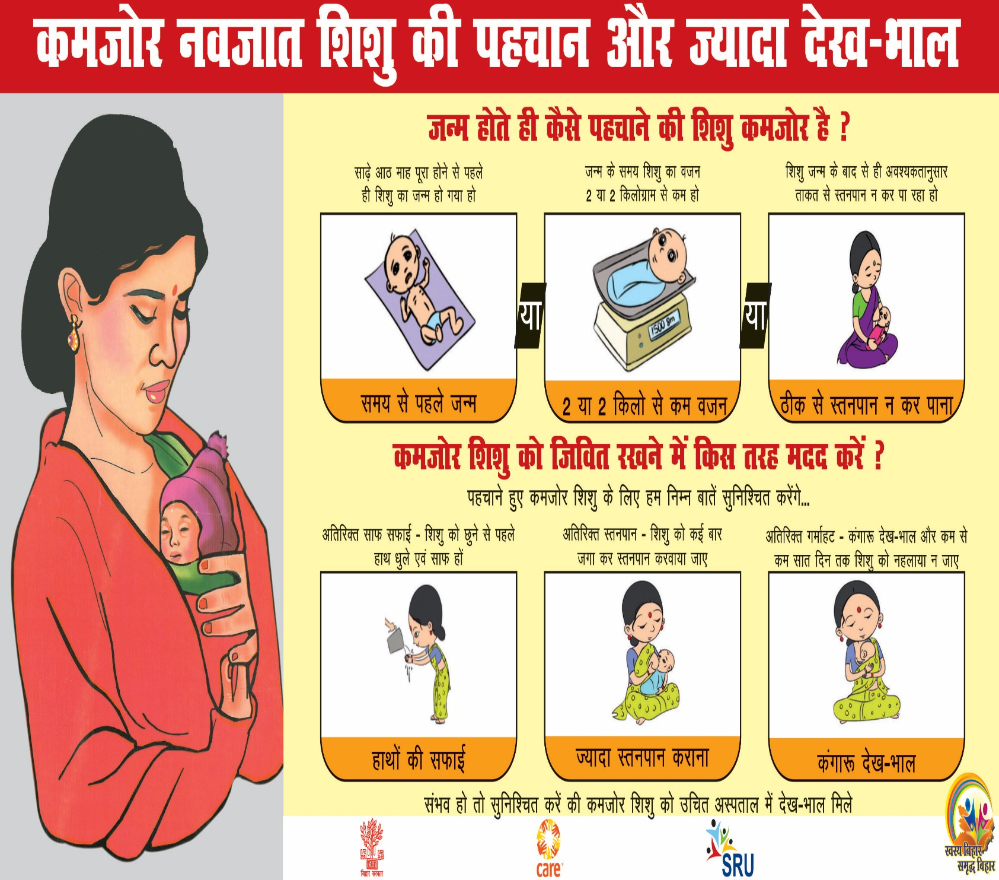 कमजोर नवजात शिशु की पहचान और ज्यादा देख-भाल
जन्म होते ही कैसे पहचाने की शिशु कमजोर है ?
साढ़े आठ माह पूरा होने से पहले
ही शिशु का जन्म हो गया हो
जन्म के समय शिशु का वजन
2 या 2 किलोग्राम से कम हो
शिशु जन्म के बाद से ही अवश्यकतानुसार
ताकत से स्तनपान न कर पा रहा हो
या
1500 gm
या
समय से पहले जन्म
2 या 2 किलो से कम वजन
ठीक से स्तनपान न कर पाना
कमजोर शिशु को जिवित रखने में किस तरह मदद करें ?
पहचाने हुए कमजोर शिशु के लिए हम निम्न बातें सुनिश्चित करेंगे...
अतिरिक्त साफ सफाई - शिशु को छुने से पहले
हाथ धुले एवं साफ हों
अतिरिक्त स्तनपान - शिशु को कई बार
जगा कर स्तनपान करवाया जाए
अतिरिक्त गर्माहट - कंगारू देख-भाल और कम से
कम सात दिन तक शिशु को नहलाया न जाए
हाथों की सफाई
ज्यादा स्तनपान कराना
कंगारू देख-भाल
संभव हो तो सुनिश्चित करें की कमजोर शिशु को उचित अस्पताल में देख-भाल मिले
बिहार सरकार
care
SRU
स्वस्थ बिहार
समृद्ध बिहार